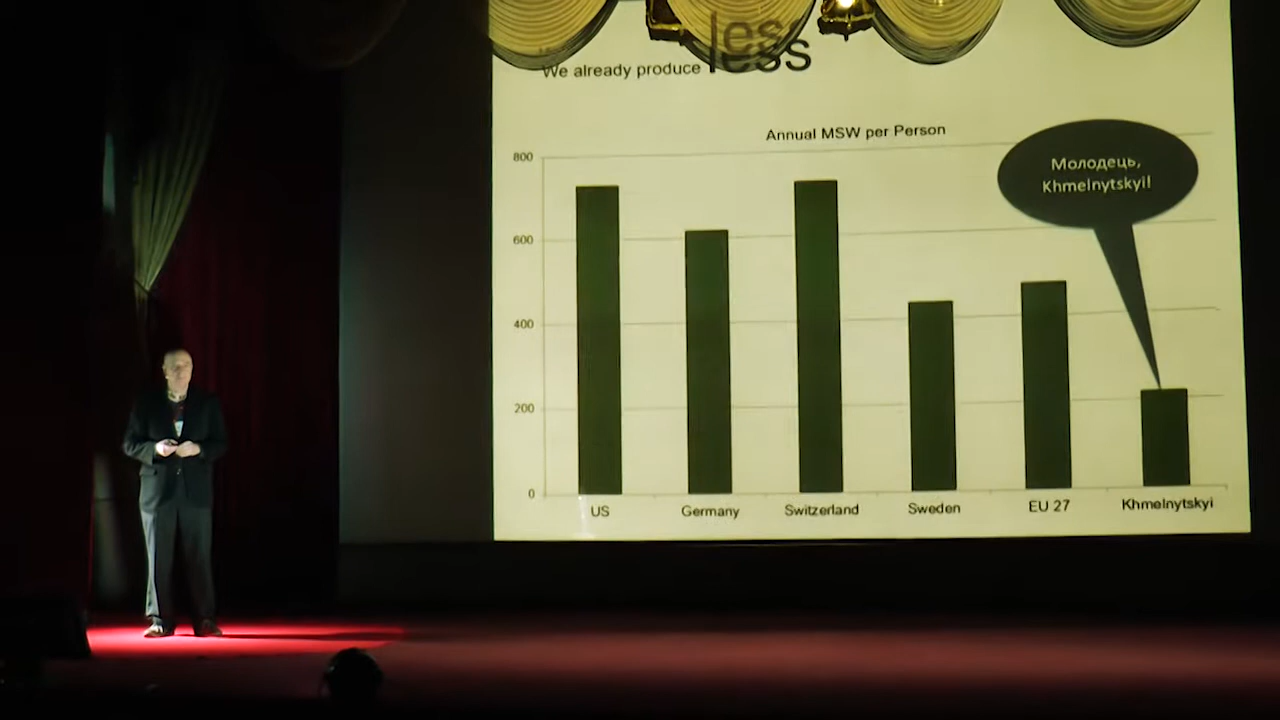 We already produce less
Annual MSW per Person
800
600
400
200
0
Молодець,
Khmelnytskyi!
US
Germany
Switzerland
Sweden
EU 27
Khmelnytskyi